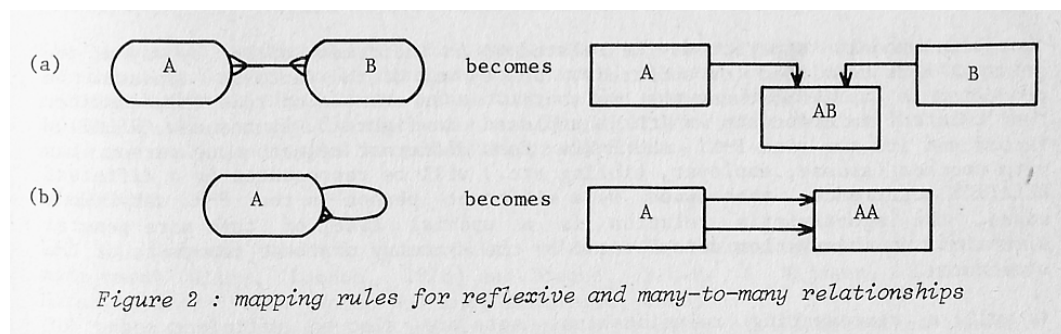 (a) A B becomes A B
AB
(b) A becomes A AA
Figure 2 : mapping rules for reflexive and many-to-many relationships